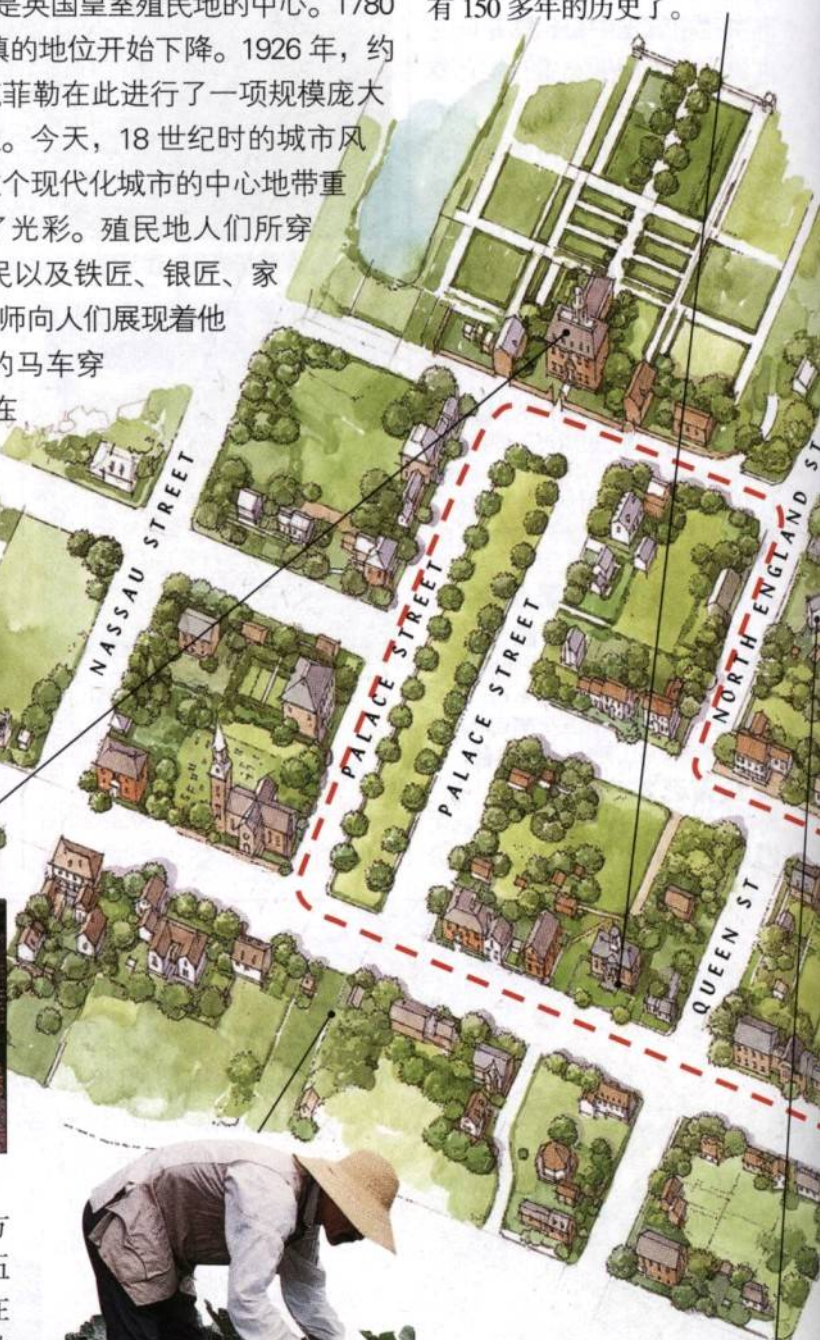 是英国皇室殖民地的中心。1780
真的地位开始下降。1926 年，约
菲勒在此进行了一项规模庞大
。今天，18 世纪时的城市风
个现代化城市的中心地带重
了光彩。殖民地人们所穿
民以及铁匠、银匠、家
师向人们展现着他
的马车穿
在
有 150 多年的历史了。
NASSAU STREET
PALACE STREET
PALACE STREET
NORTH ENGLAND ST
QUEEN ST
在